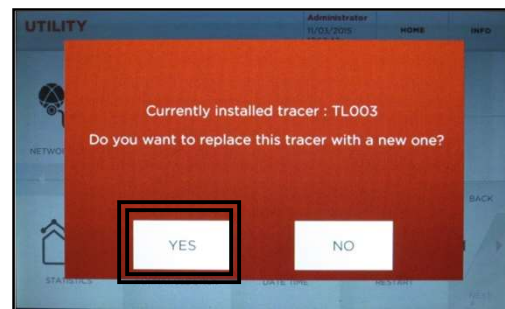 UTILITY
Administrator
11/03/2015
HOME
INFO
Currently installed tracer : TL003
Do you want to replace this tracer with a new one?
BACK
YES
NO
STATISTICS
DATE TIME
RESTART
NEXT